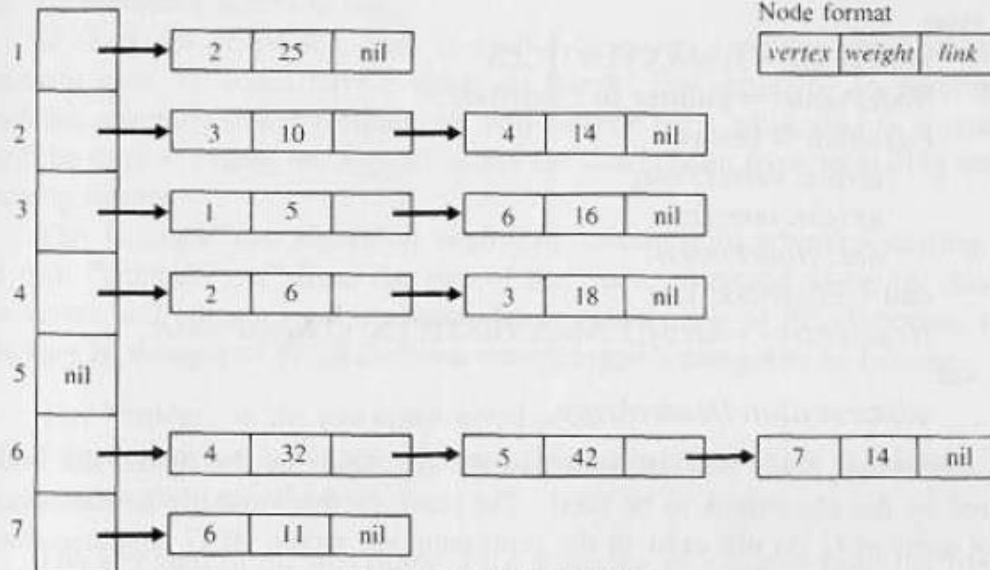 Node format
vertex weight link
1 2 25 nil
2 3 10 4 14 nil
3 1 5 6 16 nil
4 2 6 3 18 nil
5 nil
6 4 32 5 42 7 14 nil
7 6 11 nil